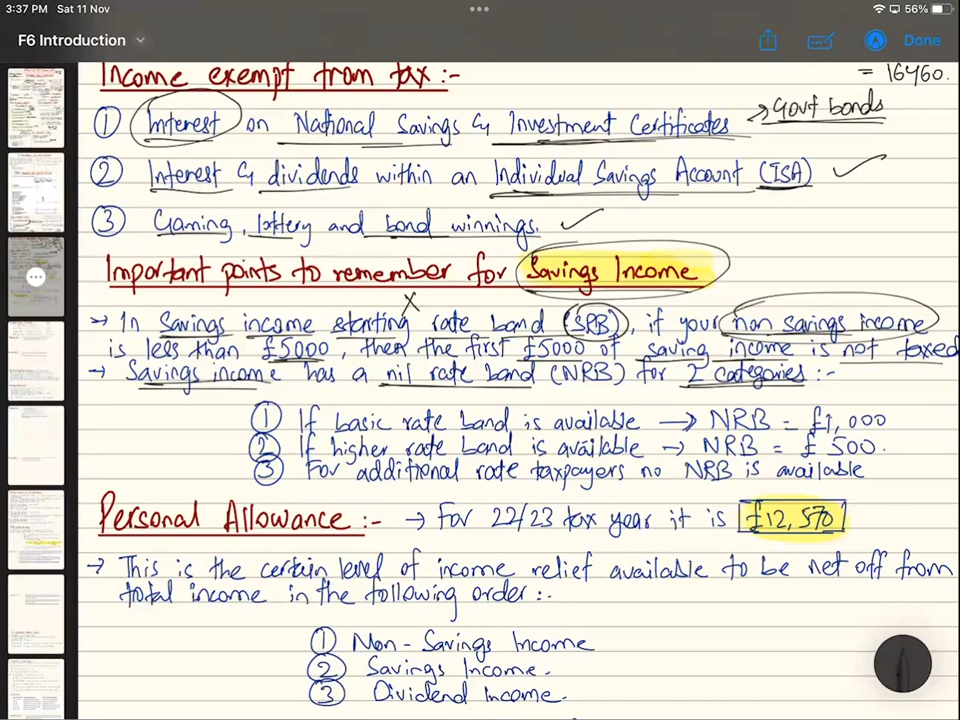 3:37 PM Sat 11 Nov
56%
F6 Introduction
Done
Income exempt from tax :-
= 16460.
① Interest on National Savings & Investment Certificates → Govt bonds
② Interest & dividends within an Individual Savings Account (ISA) ✓
③ Gaming, lottery and bond winnings. ✓
Important points to remember for Savings Income
→ In Savings income starting rate band (SRB), if your non savings income
is less than £5000, then the first £5000 of saving income is not taxed
→ Savings income has a nil rate band (NRB) for 2 categories :-
① If basic rate band is available → NRB = £1,000
② If higher rate band is available → NRB = £ 500.
③ For additional rate taxpayers no NRB is available
Personal Allowance :- → For 22/23 tax year it is £12,570
→ This is the certain level of income relief available to be net off from
total income in the following order :-
① Non-Savings Income
② Savings Income.
③ Dividend Income.